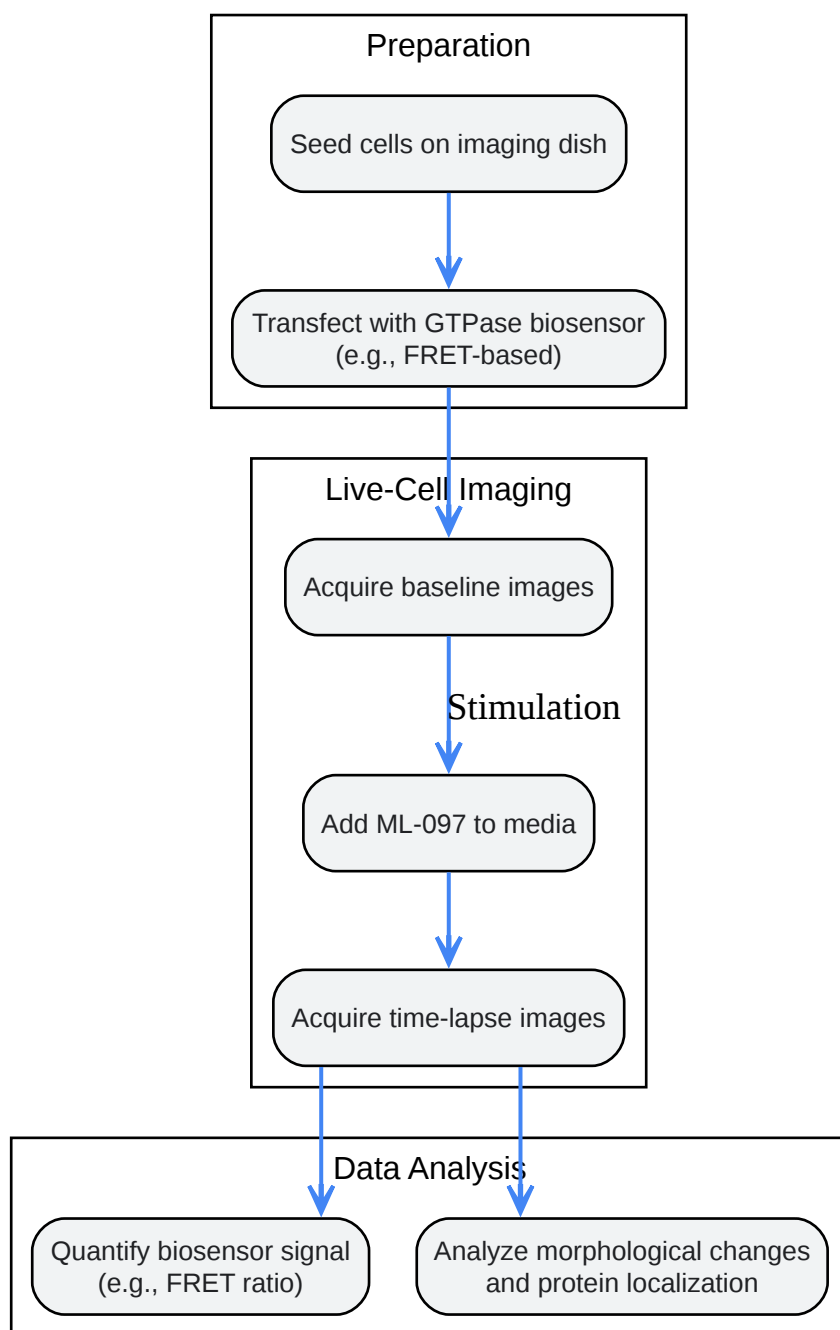 Preparation
Seed cells on imaging dish
Transfect with GTPase biosensor
(e.g., FRET-based)
Live-Cell Imaging
Acquire baseline images
Stimulation
Add ML-097 to media
Acquire time-lapse images
Data Analysis
Quantify biosensor signal
(e.g., FRET ratio)
Analyze morphological changes
and protein localization